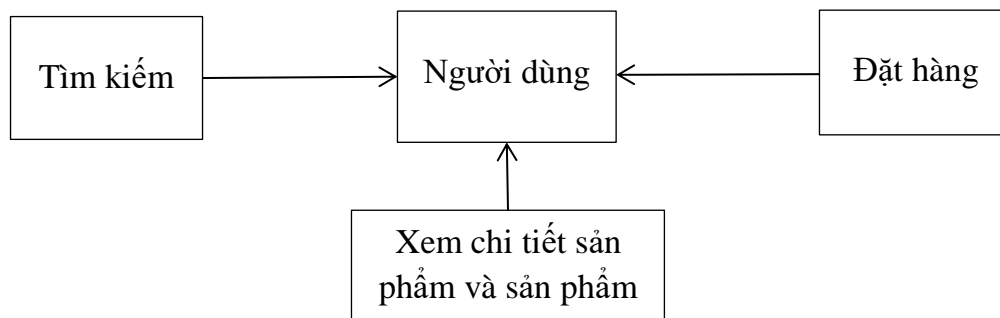 Tìm kiếm
Người dùng
Đặt hàng
Xem chi tiết sản
phẩm và sản phẩm